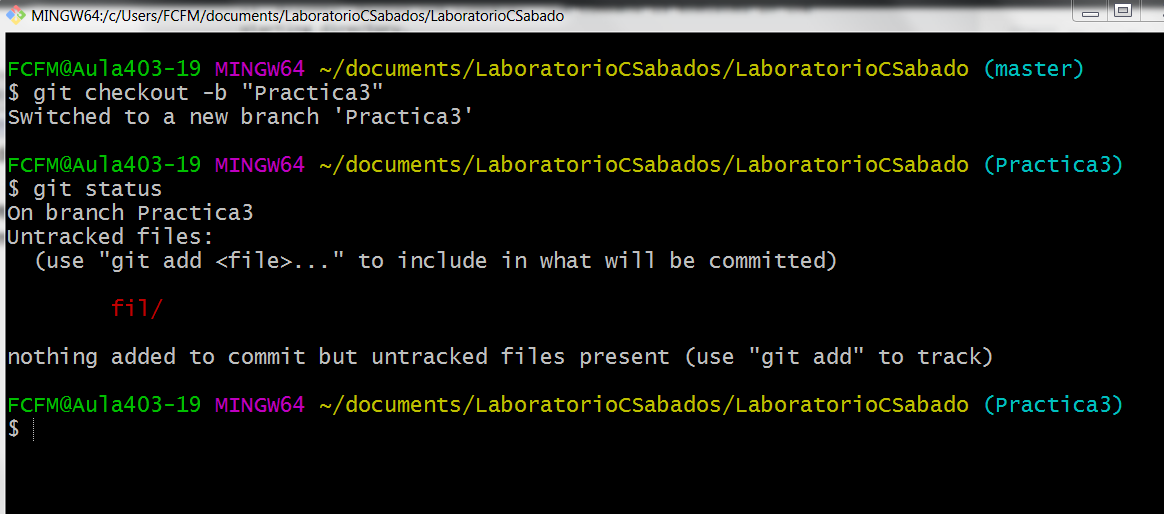 MINGW64:/c/Users/FCFM/documents/LaboratorioCSabados/LaboratorioCSabado
FCFM@Aula403-19 MINGW64 ~/documents/LaboratorioCSabados/LaboratorioCSabado (master)
$ git checkout -b "Practica3"
Switched to a new branch 'Practica3'
FCFM@Aula403-19 MINGW64 ~/documents/LaboratorioCSabados/LaboratorioCSabado (Practica3)
$ git status
On branch Practica3
Untracked files:
(use "git add <file>..." to include in what will be committed)
fil/
nothing added to commit but untracked files present (use "git add" to track)
FCFM@Aula403-19 MINGW64 ~/documents/LaboratorioCSabados/LaboratorioCSabado (Practica3)
$